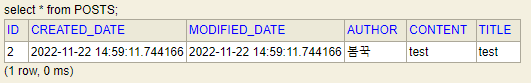 select * from POSTS;
ID CREATED_DATE MODIFIED_DATE AUTHOR CONTENT TITLE
2 2022-11-22 14:59:11.744166 2022-11-22 14:59:11.744166 봄꾹 test test
(1 row, 0 ms)